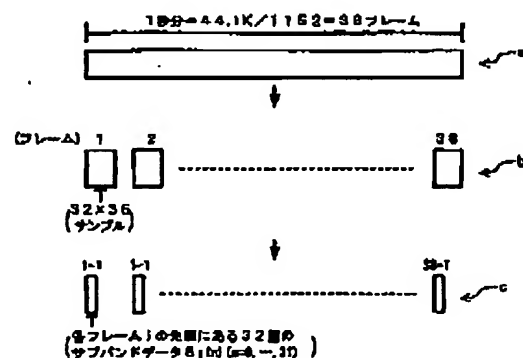 1秒分=44.1K/1152=38フレーム
a
(フレーム) 1 2 38
b
(32×36
サンプル)
1-1 1-1 38-1
c
(各フレームiの先頭にある32個の
サブバンドデータSi[n](n=0,…,31)